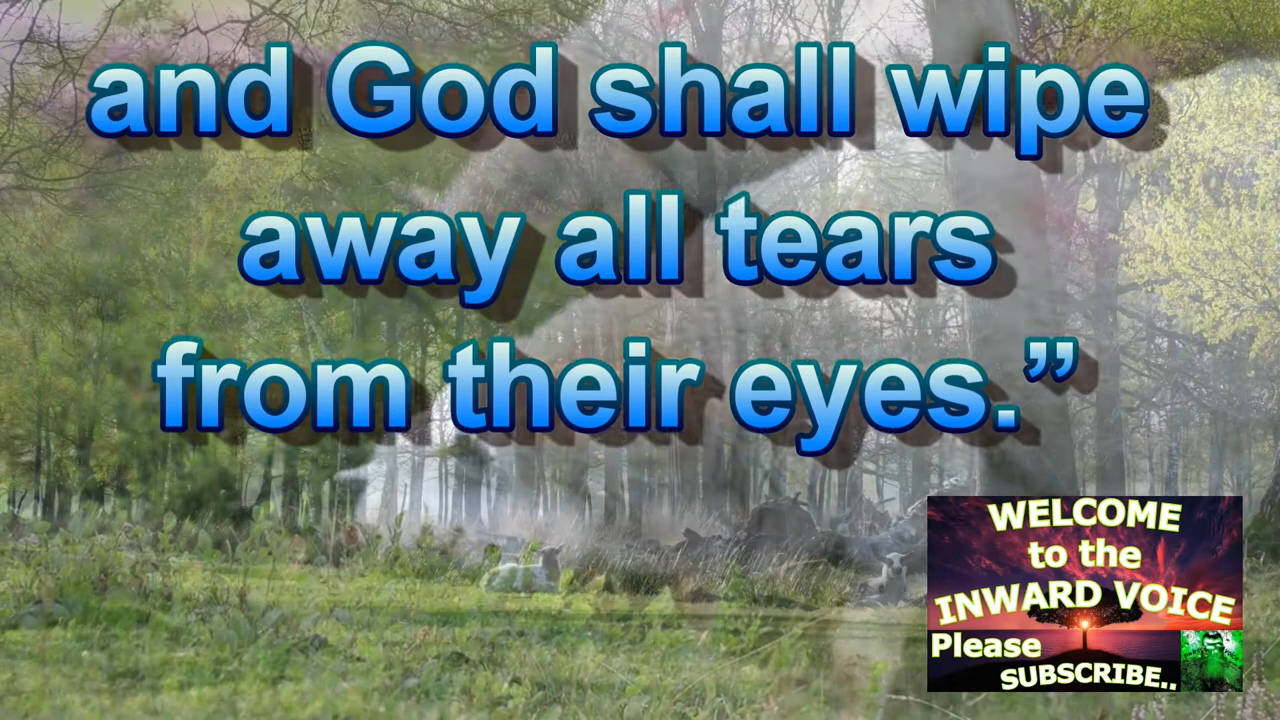 and God shall wipe
away all tears
from their eyes.”
WELCOME
to the
INWARD VOICE
Please
SUBSCRIBE..